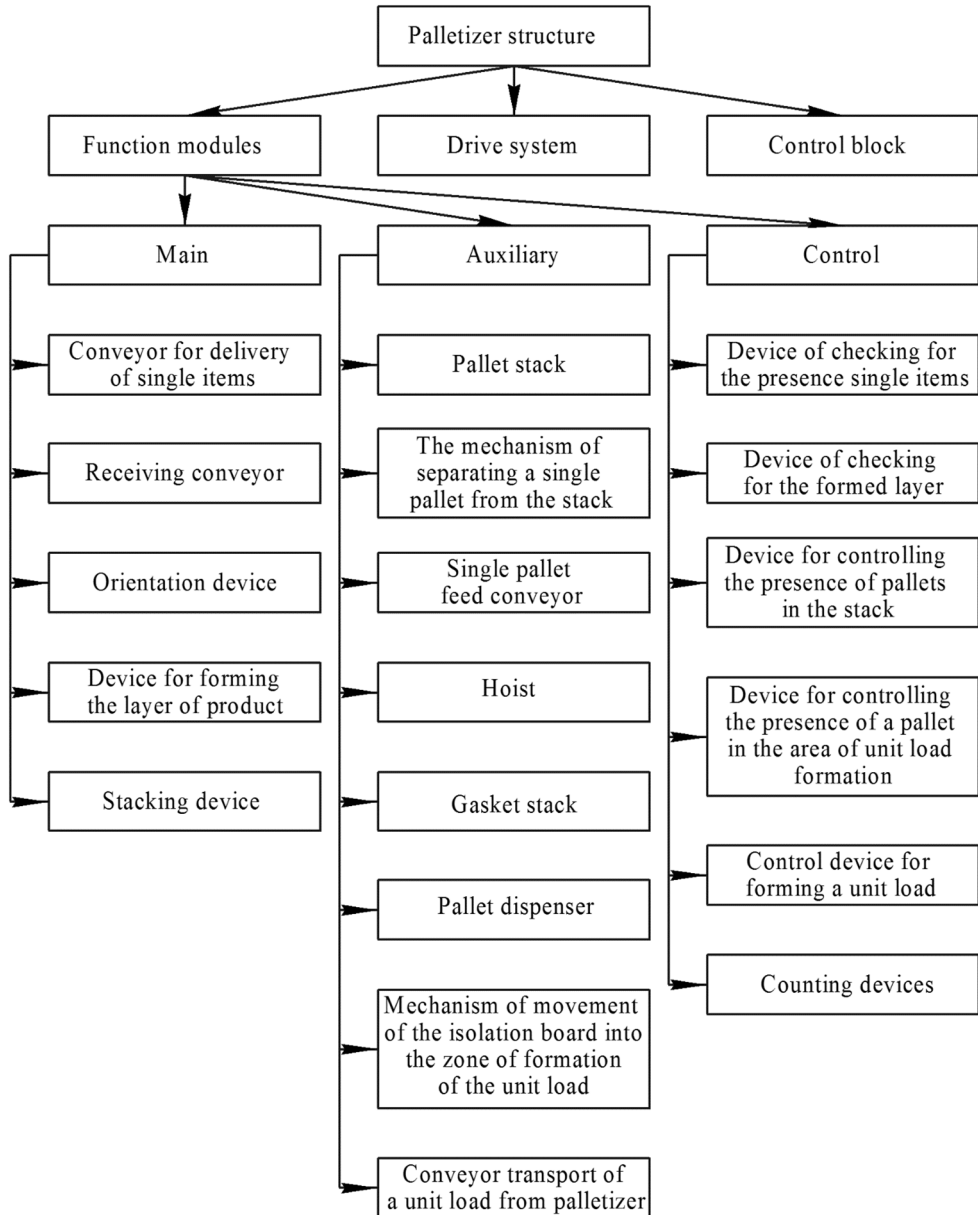 Palletizer structure
Function modules
Drive system
Control block
Main
Auxiliary
Control
Conveyor for delivery
of single items
Receiving conveyor
Orientation device
Device for forming
the layer of product
Stacking device
Pallet stack
The mechanism of
separating a single
pallet from the stack
Single pallet
feed conveyor
Hoist
Gasket stack
Pallet dispenser
Mechanism of movement
of the isolation board into
the zone of formation
of the unit load
Conveyor transport of
a unit load from palletizer
Device of checking for
the presence single items
Device of checking
for the formed layer
Device for controlling
the presence of pallets
in the stack
Device for controlling
the presence of a pallet
in the area of unit load
formation
Control device for
forming a unit load
Counting devices